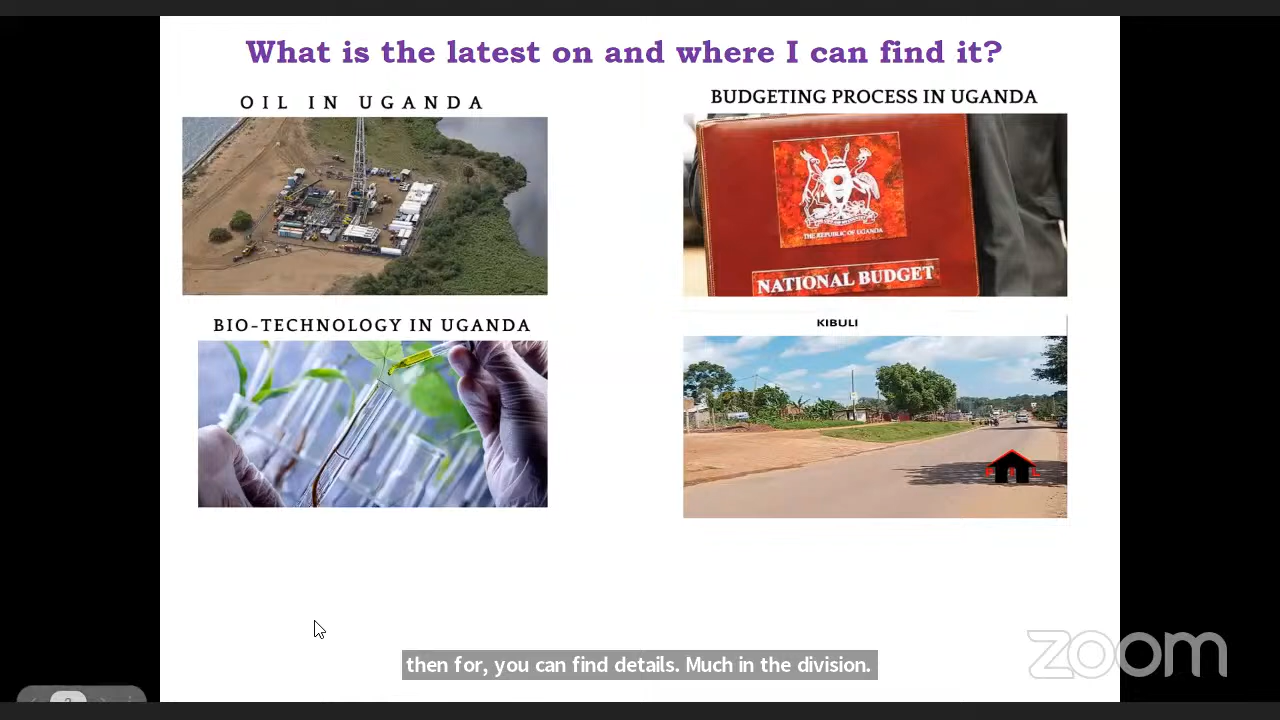 What is the latest on and where I can find it?
OIL IN UGANDA
BUDGETING PROCESS IN UGANDA
THE REPUBLIC OF UGANDA
NATIONAL BUDGET
BIO-TECHNOLOGY IN UGANDA
KIBULI
then for, you can find details. Much in the division.
zoom